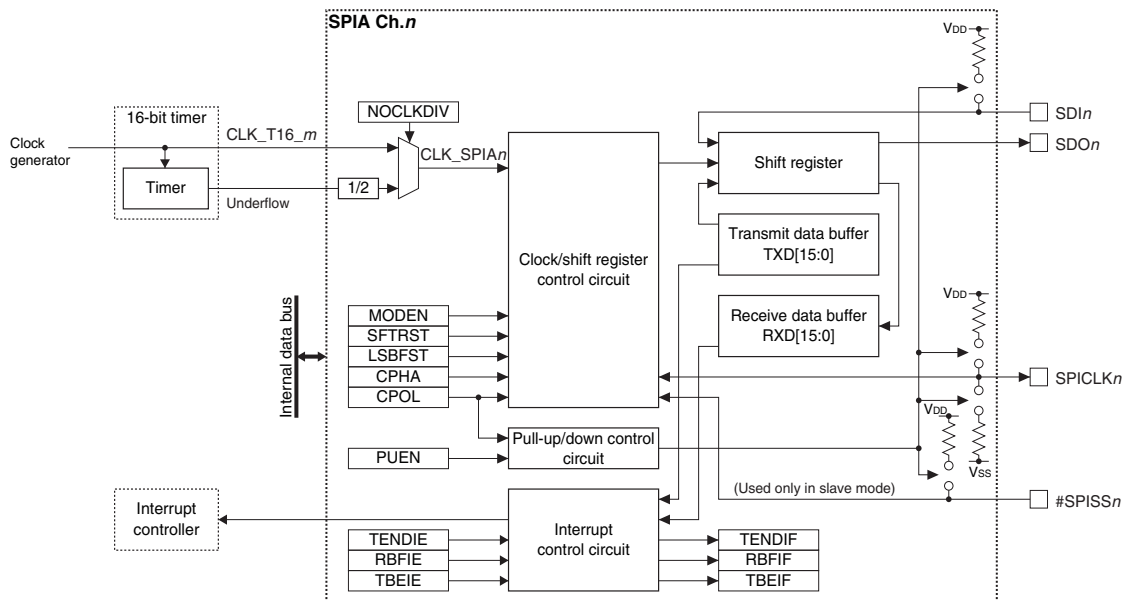 SPIA Ch.n
VDD
16-bit timer
NOCLKDIV
SDIn
Clock
generator
CLK_T16_m
CLK_SPIAn
SDOn
Shift register
Timer
1/2
Underflow
Transmit data buffer
TXD[15:0]
Clock/shift register
control circuit
Internal data bus
VDD
Receive data buffer
RXD[15:0]
MODEN
SFTRST
LSBFST
CPHA
SPICLKn
CPOL
VDD
Pull-up/down control
circuit
PUEN
VSS
(Used only in slave mode)
#SPISSn
Interrupt
controller
Interrupt
control circuit
TENDIE
TENDIF
RBFIE
RBFIF
TBEIE
TBEIF